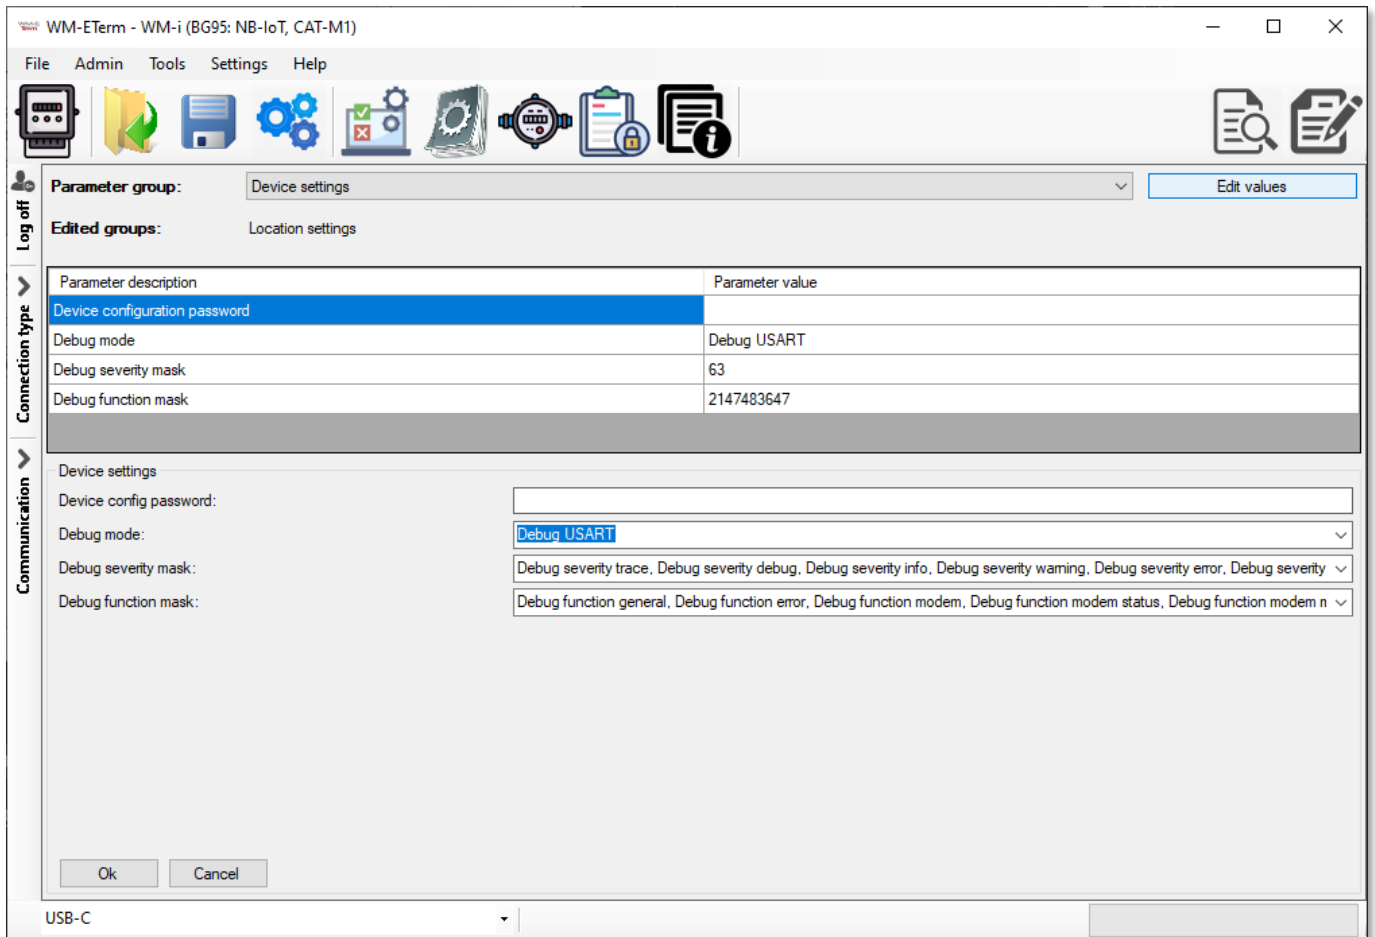 WM-ETerm - WM-i (BG95: NB-IoT, CAT-M1)
File Admin Tools Settings Help
Log off
Connection type
Communication
Parameter group: Device settings Edit values
Edited groups: Location settings
Parameter description Parameter value
Device configuration password
Debug mode Debug USART
Debug severity mask 63
Debug function mask 2147483647
Device settings
Device config password:
Debug mode: Debug USART
Debug severity mask: Debug severity trace, Debug severity debug, Debug severity info, Debug severity warning, Debug severity error, Debug severity
Debug function mask: Debug function general, Debug function error, Debug function modem, Debug function modem status, Debug function modem
Ok Cancel
USB-C